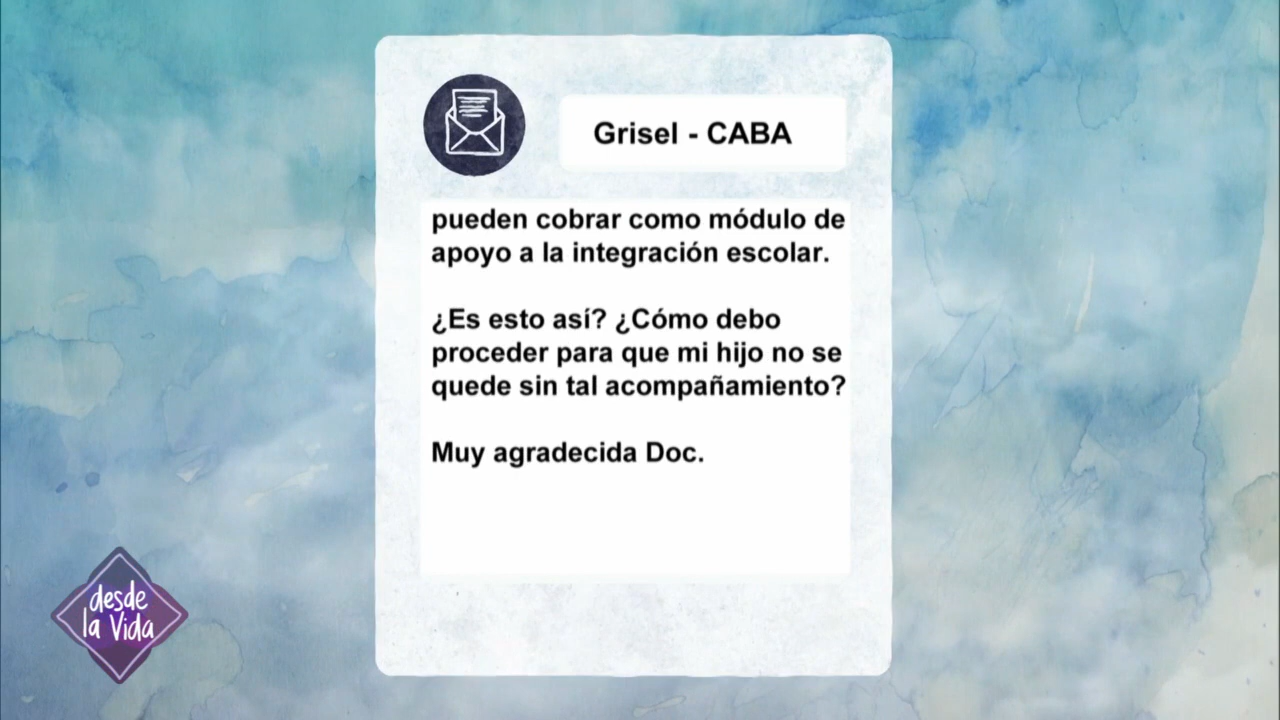 Grisel - CABA
pueden cobrar como módulo de
apoyo a la integración escolar.
¿Es esto así? ¿Cómo debo
proceder para que mi hijo no se
quede sin tal acompañamiento?
Muy agradecida Doc.
desde
la Vida